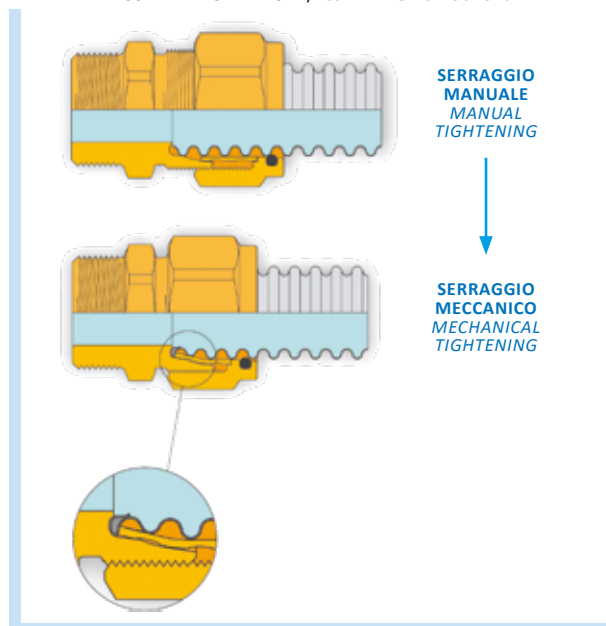 SERRAGGIO
MANUALE
MANUAL
TIGHTENING
SERRAGGIO
MECCANICO
MECHANICAL
TIGHTENING